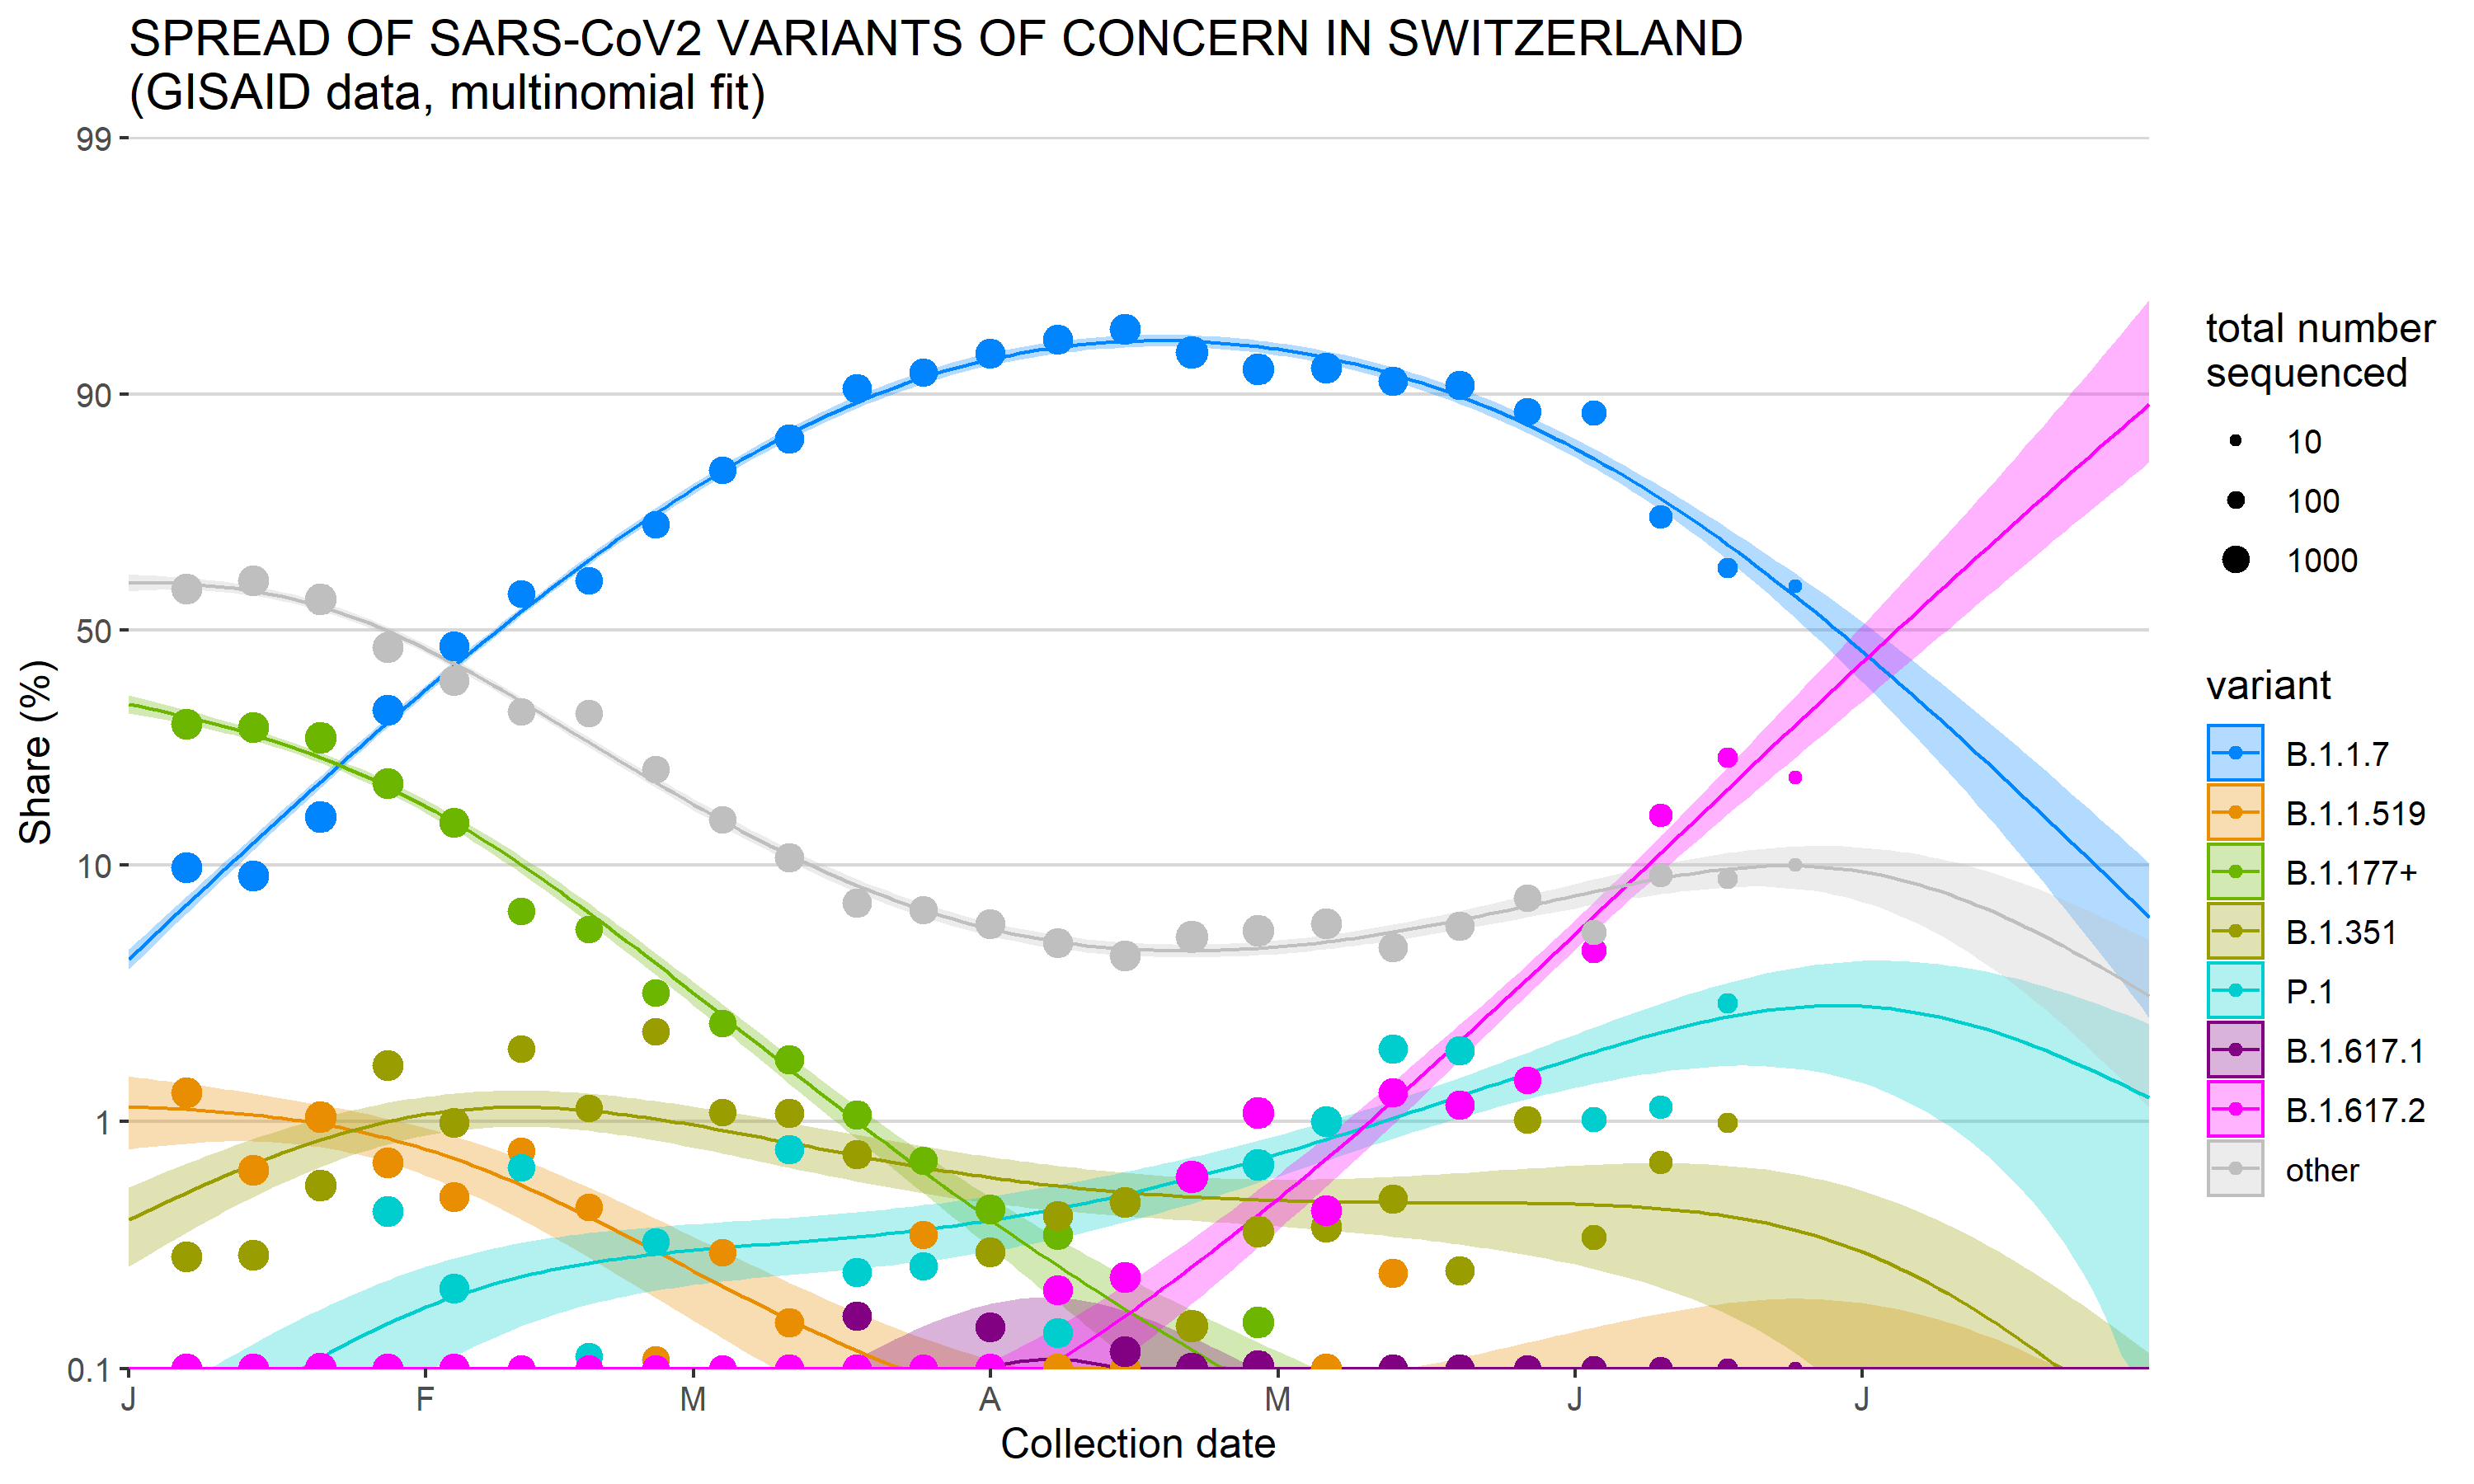 SPREAD OF SARS-CoV2 VARIANTS OF CONCERN IN SWITZERLAND
(GISAID data, multinomial fit)
99
90
50
10
1
0.1
Share (%)
J F M A M J J
Collection date
total number
sequenced
10
100
1000
variant
B.1.1.7
B.1.1.519
B.1.177+
B.1.351
P.1
B.1.617.1
B.1.617.2
other